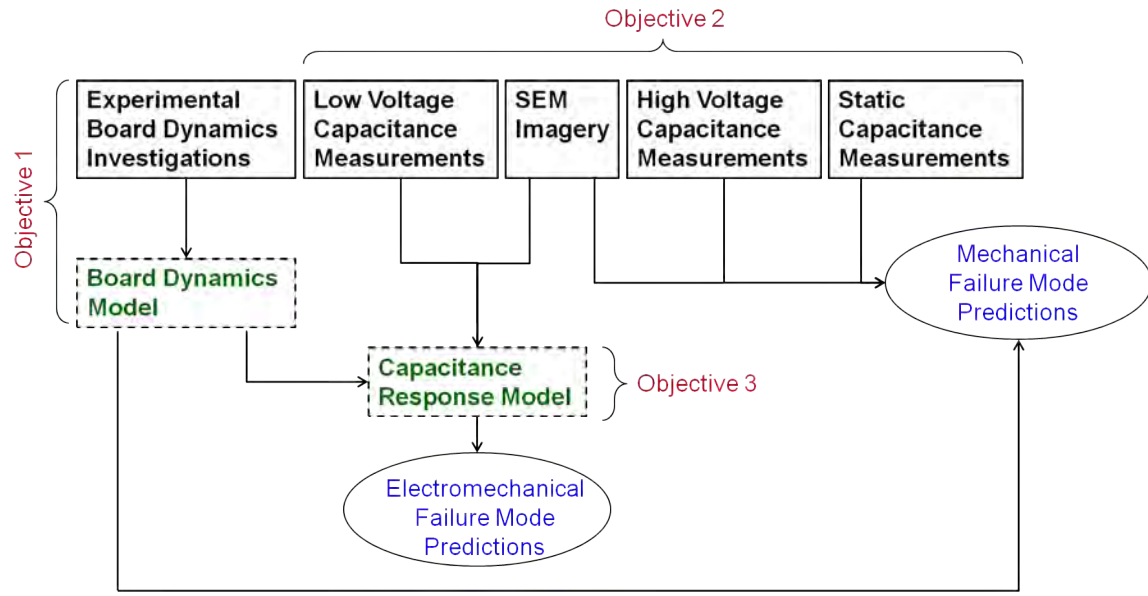 Objective 2
Objective 1
Experimental
Board Dynamics
Investigations
Low Voltage
Capacitance
Measurements
SEM
Imagery
High Voltage
Capacitance
Measurements
Static
Capacitance
Measurements
Board Dynamics
Model
Mechanical
Failure Mode
Predictions
Capacitance
Response Model
Objective 3
Electromechanical
Failure Mode
Predictions